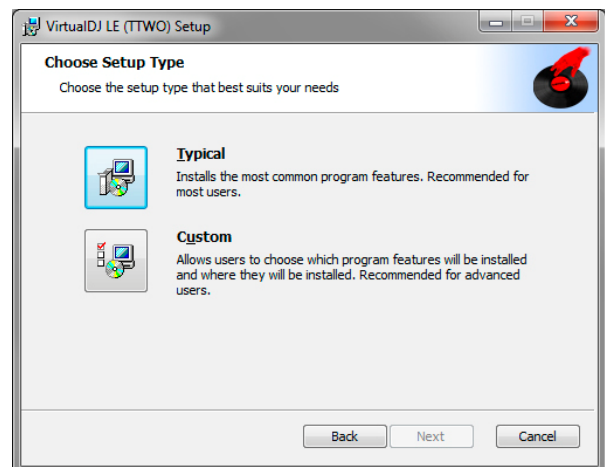 VirtualDJ LE (TTWO) Setup
Choose Setup Type
Choose the setup type that best suits your needs
Typical
Installs the most common program features. Recommended for
most users.
Custom
Allows users to choose which program features will be installed
and where they will be installed. Recommended for advanced
users.
Back Next Cancel